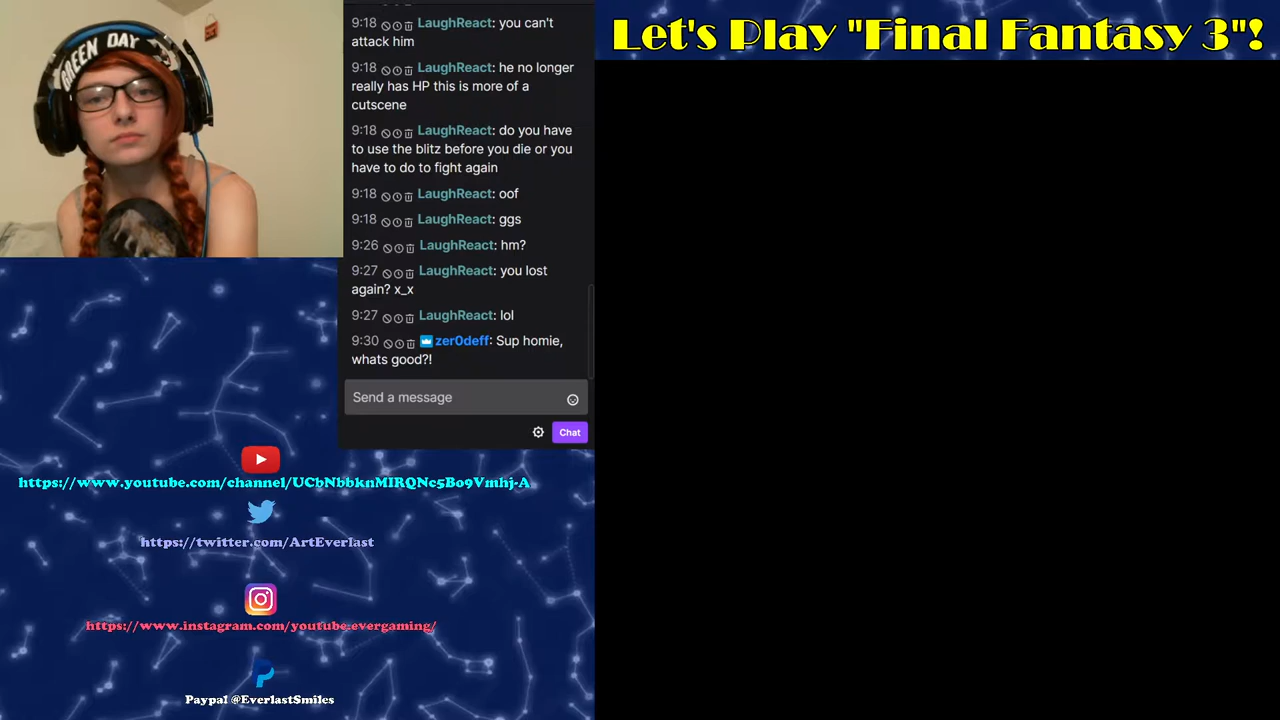 GREEN DAY
9:18 LaughReact: you can't
attack him
9:18 LaughReact: he no longer
really has HP this is more of a
cutscene
9:18 LaughReact: do you have
to use the blitz before you die or you
have to do to fight again
9:18 LaughReact: oof
9:18 LaughReact: ggs
9:26 LaughReact: hm?
9:27 LaughReact: you lost
again? x_x
9:27 LaughReact: lol
9:30 zer0deff: Sup homie,
whats good?!
Send a message
Chat
Let's Play "Final Fantasy 3"!
https://www.youtube.com/channel/UCbNbbknMIRQNc5Bo9Vmhj-A
https://twitter.com/ArtEverlast
https://www.instagram.com/youtube.evergaming/
Paypal @EverlastSmiles